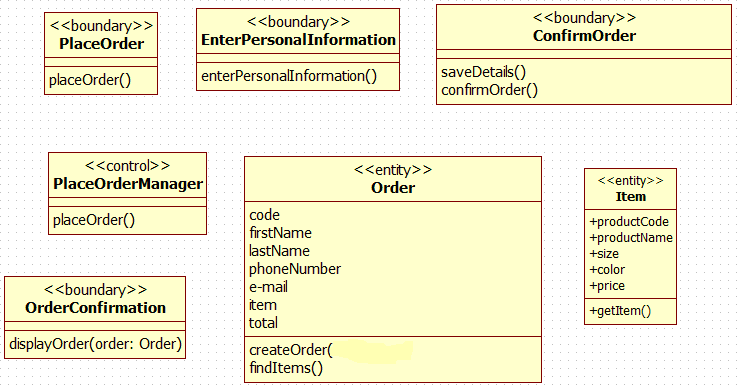 <<boundary>>
PlaceOrder
placeOrder()
<<boundary>>
EnterPersonalInformation
enterPersonalInformation()
<<boundary>>
ConfirmOrder
saveDetails()
confirmOrder()
<<control>>
PlaceOrderManager
placeOrder()
<<entity>>
Order
code
firstName
lastName
phoneNumber
e-mail
item
total
createOrder(
findItems()
<<entity>>
Item
+productCode
+productName
+size
+color
+price
+getItem()
<<boundary>>
OrderConfirmation
displayOrder(order: Order)